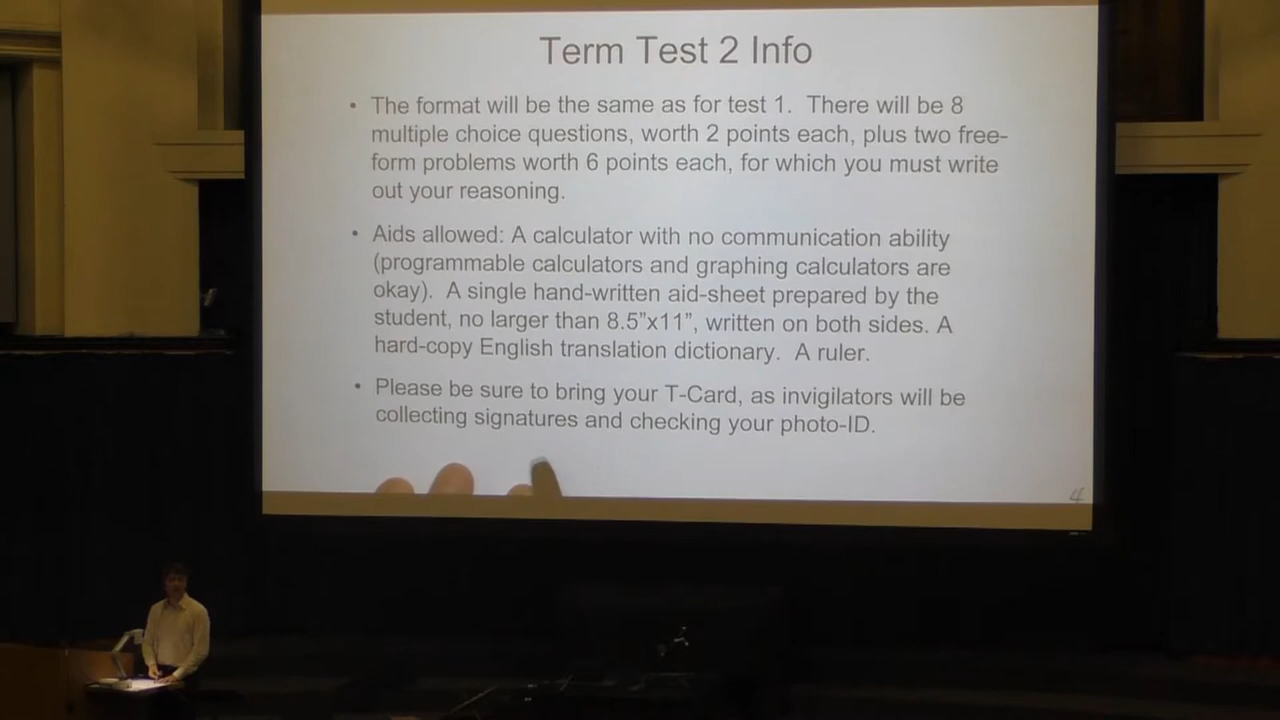 Term Test 2 Info
• The format will be the same as for test 1. There will be 8
multiple choice questions, worth 2 points each, plus two free-
form problems worth 6 points each, for which you must write
out your reasoning.
• Aids allowed: A calculator with no communication ability
(programmable calculators and graphing calculators are
okay). A single hand-written aid-sheet prepared by the
student, no larger than 8.5”x11”, written on both sides. A
hard-copy English translation dictionary. A ruler.
• Please be sure to bring your T-Card, as invigilators will be
collecting signatures and checking your photo-ID.
4